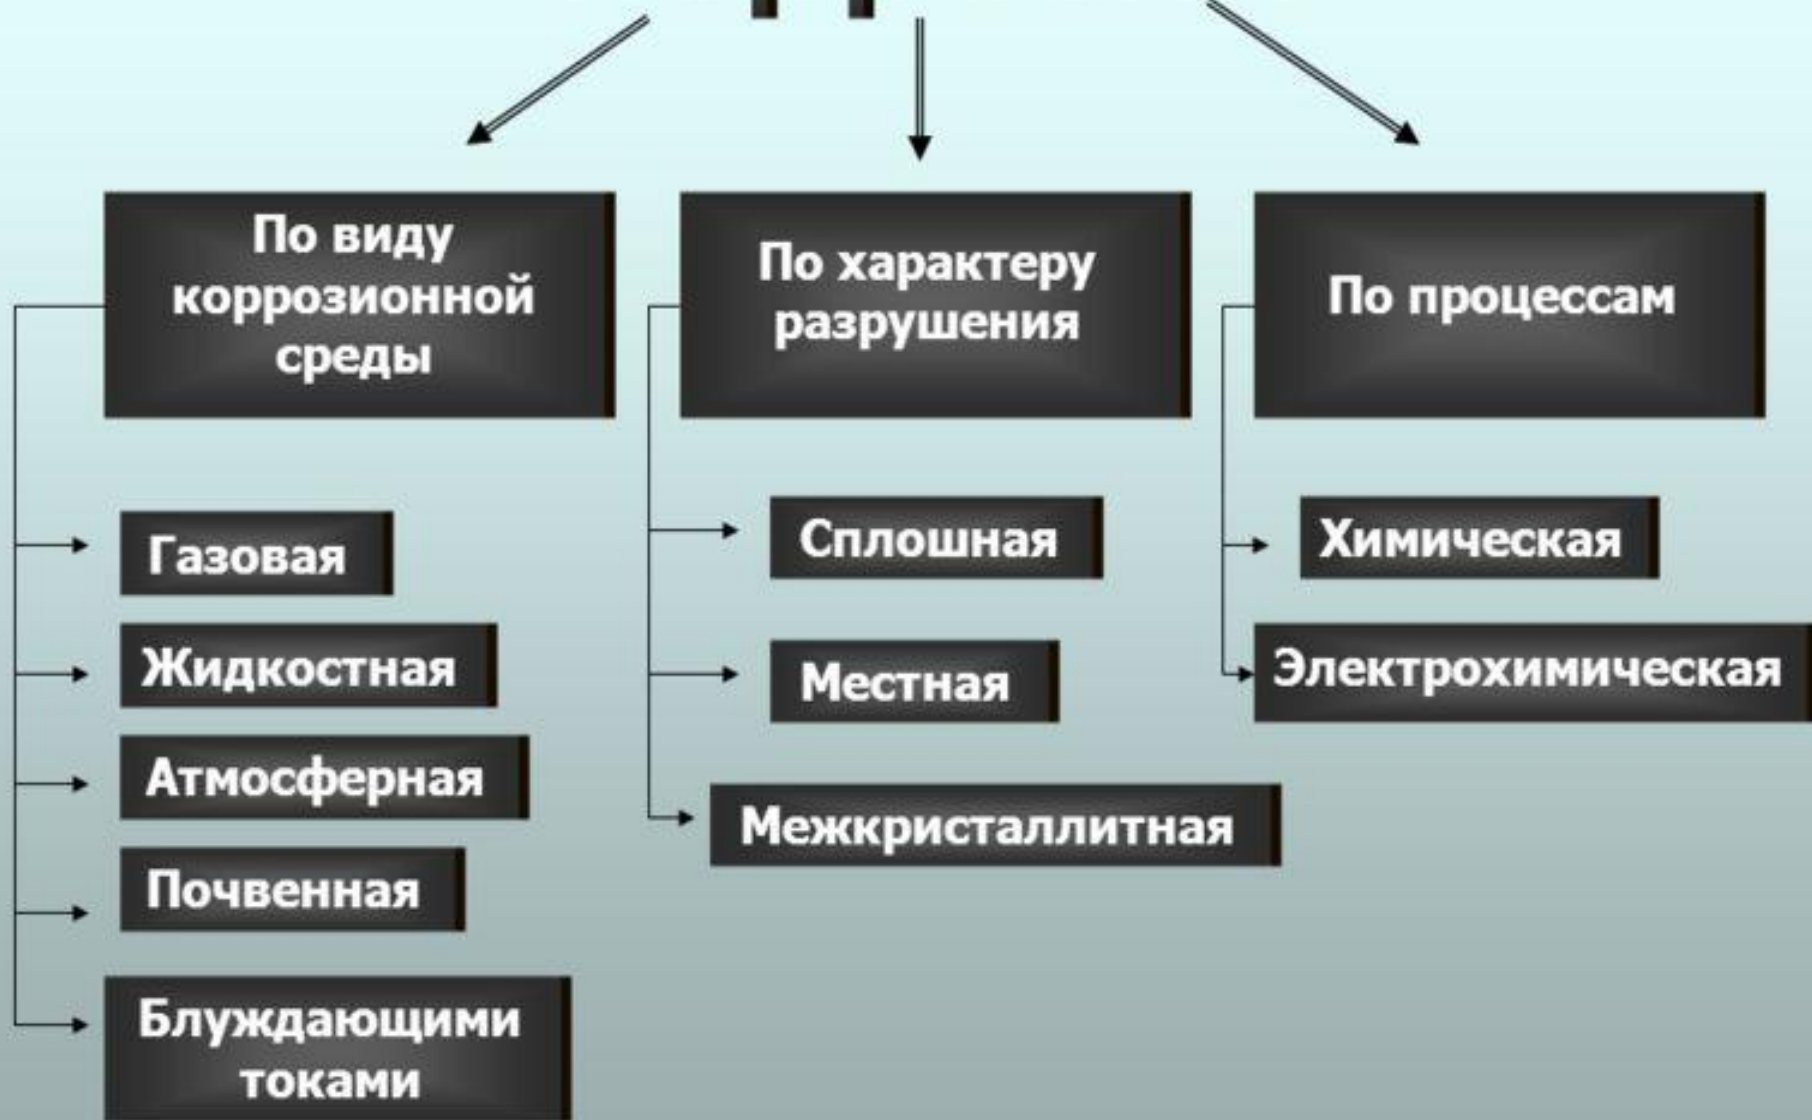 По виду
коррозионной
среды
Газовая
Жидкостная
Атмосферная
Почвенная
Блуждающими
токами
По характеру
разрушения
Сплошная
Местная
Межкристаллитная
По процессам
Химическая
Электрохимическая